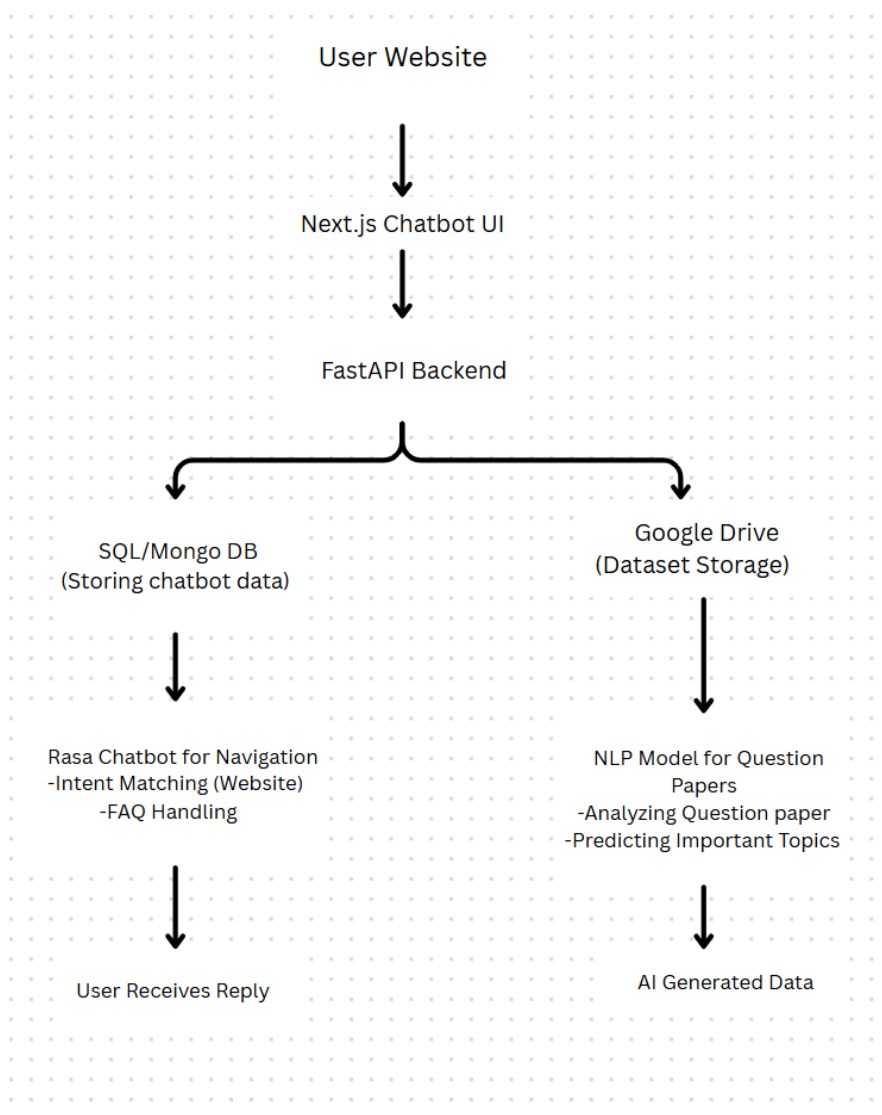 User Website
Next.js Chatbot UI
FastAPI Backend
SQL/Mongo DB
(Storing chatbot data)
Google Drive
(Dataset Storage)
Rasa Chatbot for Navigation
-Intent Matching (Website)
-FAQ Handling
NLP Model for Question
Papers
-Analyzing Question paper
-Predicting Important Topics
User Receives Reply
AI Generated Data